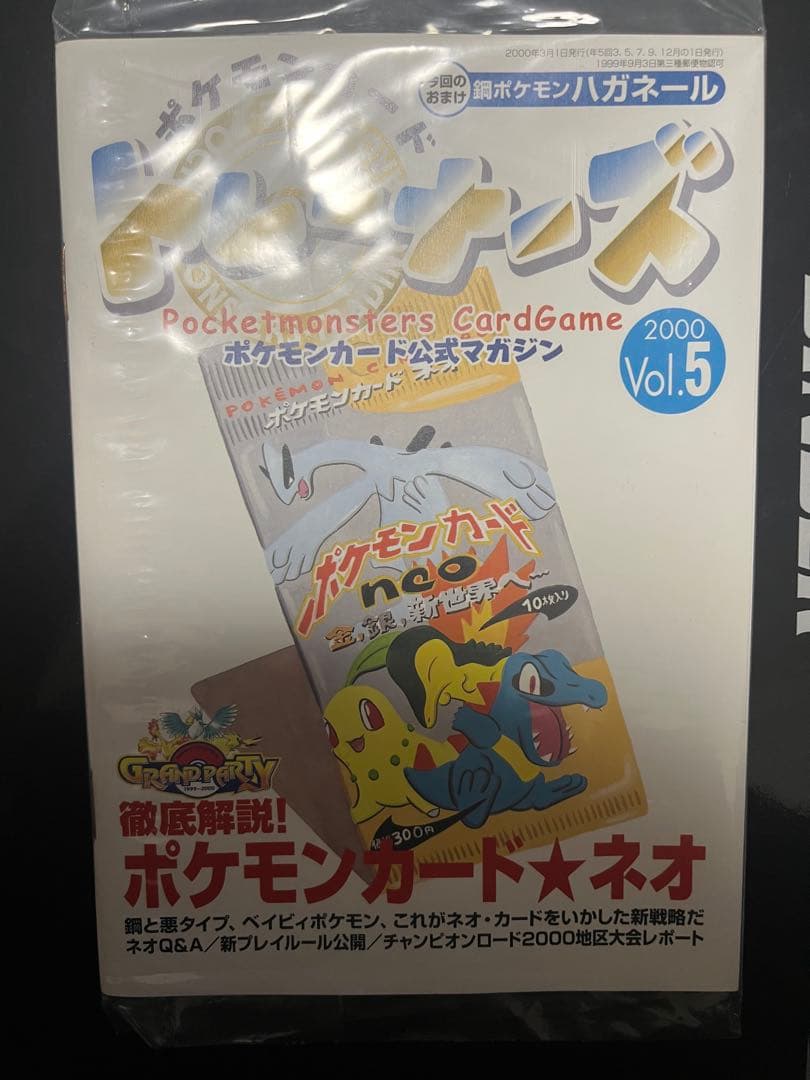 2000年3月1日発行(年5回3、5、7、9、12月の1日発行)
1999年9月3日第三種郵便物認可
今回の
おまけ
鋼ポケモン ハガネール
ポケモンカード
トレーナーズ
Pocketmonsters CardGame
ポケモンカード公式マガジン
2000
Vol.5
POKÉMON
ポケモンカード ネオ
ポケモンカード
neo
金、銀、新世界へ…
10枚入り
300円
GRAND PARTY
1999-2000
徹底解説!
ポケモンカード★ネオ
鋼と悪タイプ、ベイビィポケモン、これがネオ・カードをいかした新戦略だ
ネオQ&A/新プレイルール公開/チャンピオンロード2000地区大会レポート